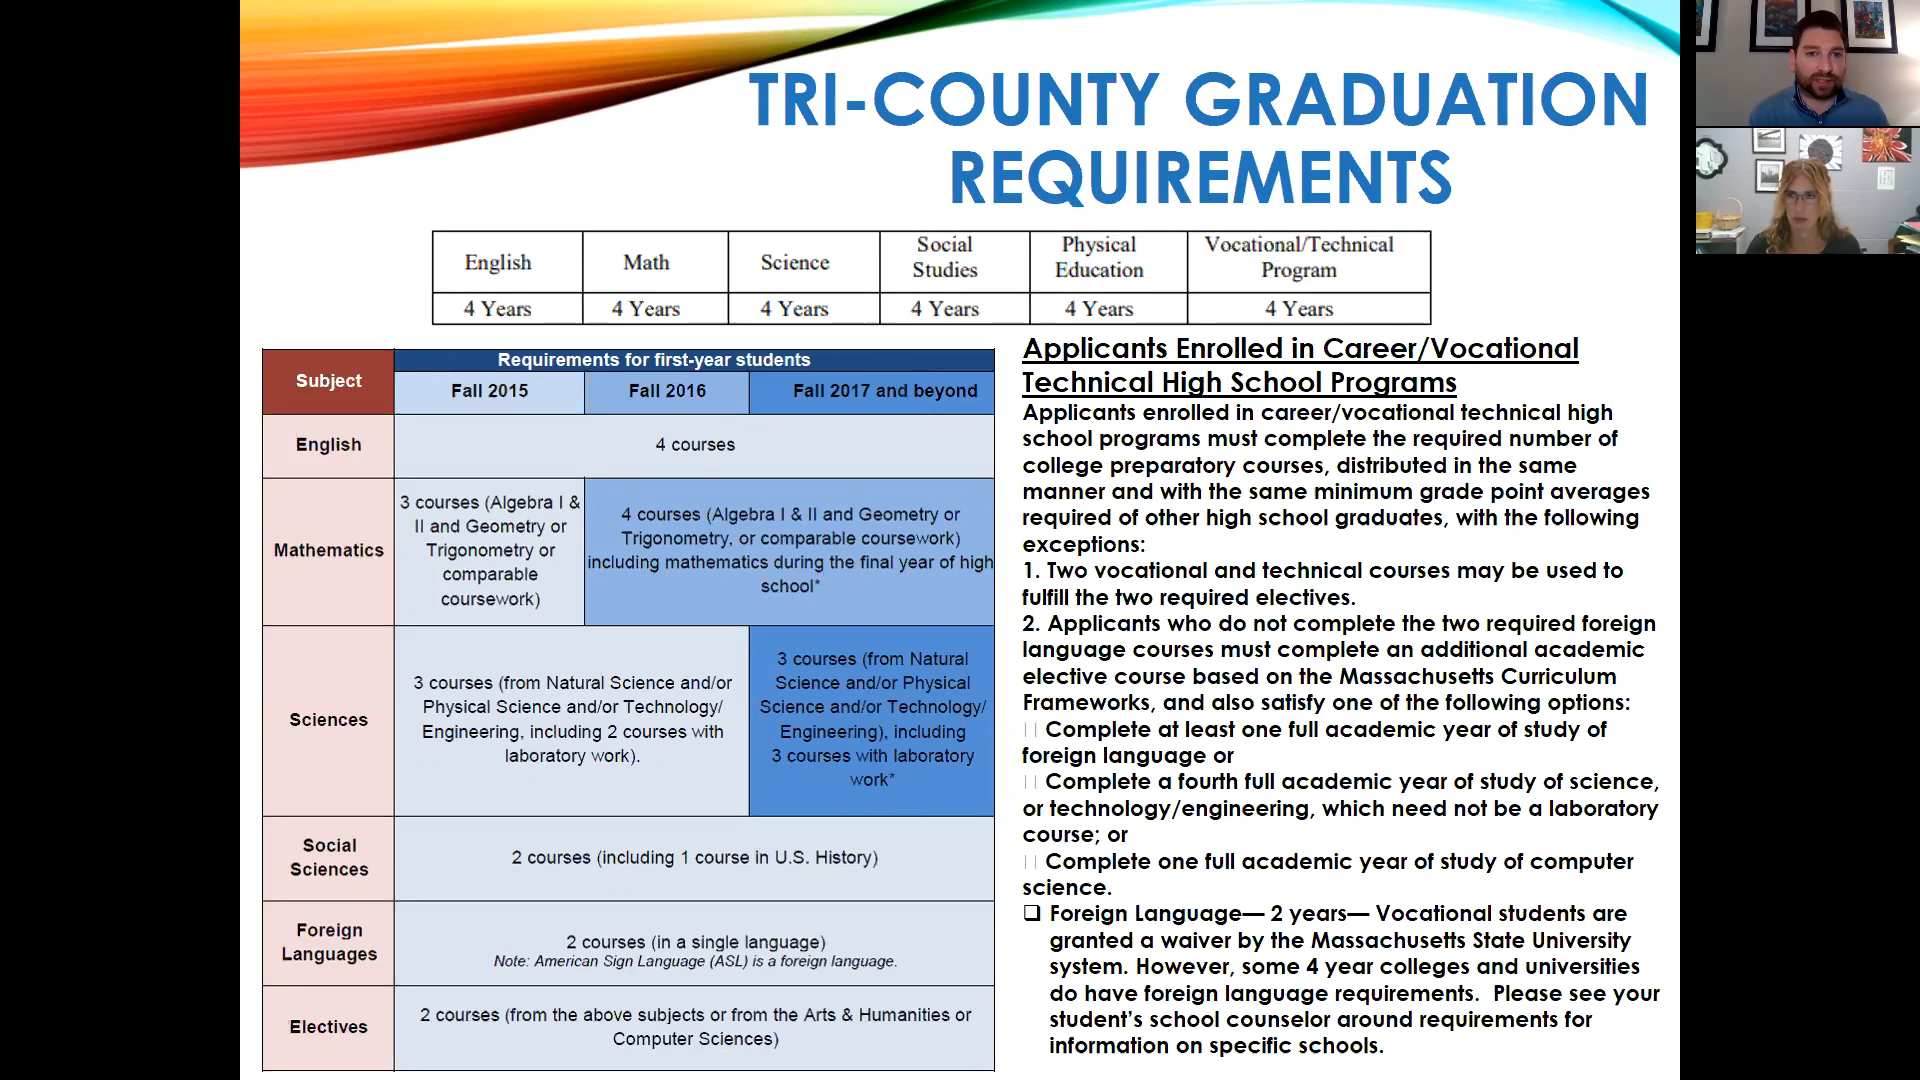 TRI-COUNTY GRADUATION
REQUIREMENTS
English Math Science Social Studies Physical Education Vocational/Technical Program
4 Years 4 Years 4 Years 4 Years 4 Years 4 Years
Subject
Requirements for first-year students
Fall 2015 Fall 2016 Fall 2017 and beyond
English
4 courses
Mathematics
3 courses (Algebra I &
II and Geometry or
Trigonometry or
comparable
coursework)
4 courses (Algebra I & II and Geometry or
Trigonometry, or comparable coursework)
including mathematics during the final year of high
school*
Sciences
3 courses (from Natural Science and/or
Physical Science and/or Technology/
Engineering, including 2 courses with
laboratory work).
3 courses (from Natural
Science and/or Physical
Science and/or Technology/
Engineering), including
3 courses with laboratory
work*
Social
Sciences
2 courses (including 1 course in U.S. History)
Foreign
Languages
2 courses (in a single language)
Note: American Sign Language (ASL) is a foreign language.
Electives
2 courses (from the above subjects or from the Arts & Humanities or
Computer Sciences)
Applicants Enrolled in Career/Vocational
Technical High School Programs
Applicants enrolled in career/vocational technical high
school programs must complete the required number of
college preparatory courses, distributed in the same
manner and with the same minimum grade point averages
required of other high school graduates, with the following
exceptions:
1. Two vocational and technical courses may be used to
fulfill the two required electives.
2. Applicants who do not complete the two required foreign
language courses must complete an additional academic
elective course based on the Massachusetts Curriculum
Frameworks, and also satisfy one of the following options:
Complete at least one full academic year of study of
foreign language or
Complete a fourth full academic year of study of science,
or technology/engineering, which need not be a laboratory
course; or
Complete one full academic year of study of computer
science.
❑ Foreign Language— 2 years— Vocational students are
granted a waiver by the Massachusetts State University
system. However, some 4 year colleges and universities
do have foreign language requirements. Please see your
student’s school counselor around requirements for
information on specific schools.